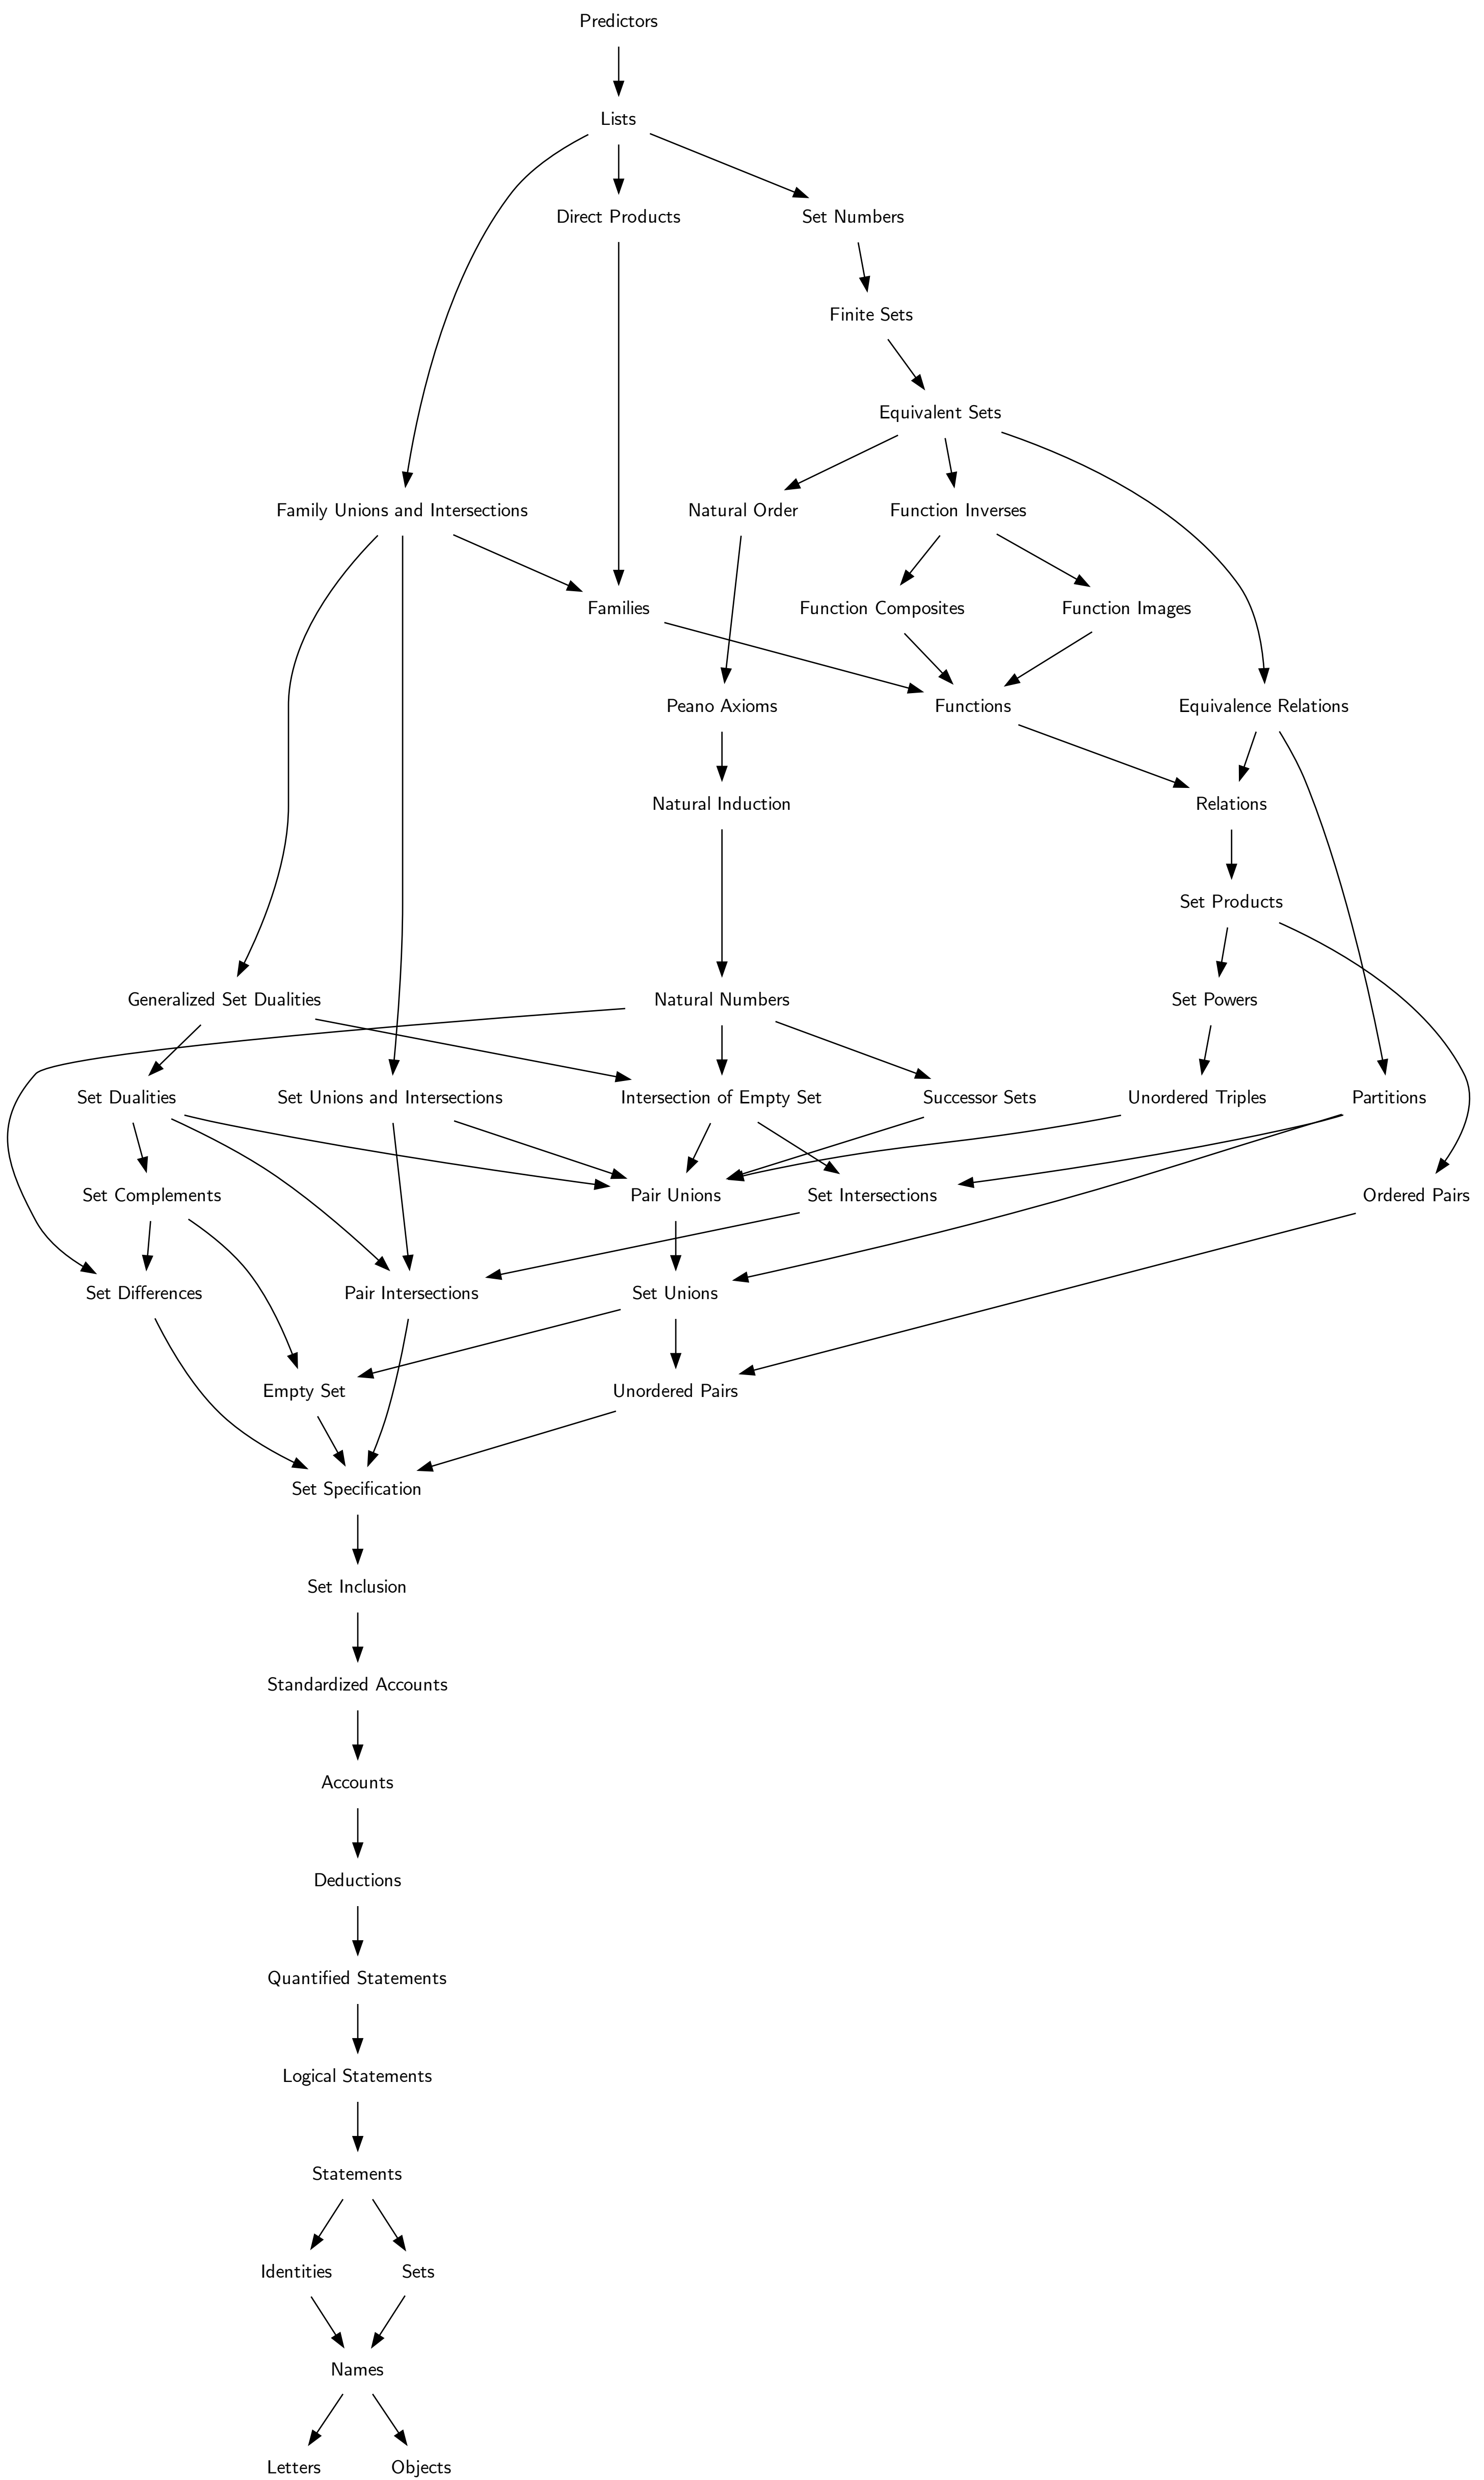 Predictors
Lists
Direct Products
Set Numbers
Finite Sets
Equivalent Sets
Family Unions and Intersections
Natural Order
Function Inverses
Families
Function Composites
Function Images
Peano Axioms
Functions
Equivalence Relations
Natural Induction
Relations
Set Products
Generalized Set Dualities
Natural Numbers
Set Powers
Set Dualities
Set Unions and Intersections
Intersection of Empty Set
Successor Sets
Unordered Triples
Partitions
Set Complements
Pair Unions
Set Intersections
Ordered Pairs
Set Differences
Pair Intersections
Set Unions
Empty Set
Unordered Pairs
Set Specification
Set Inclusion
Standardized Accounts
Accounts
Deductions
Quantified Statements
Logical Statements
Statements
Identities
Sets
Names
Letters
Objects